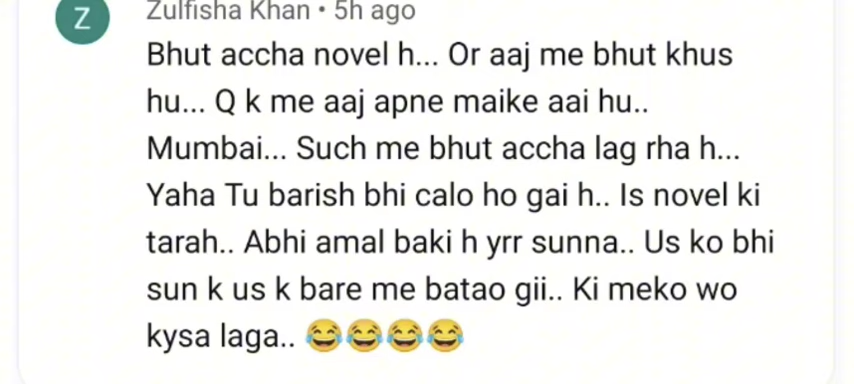 Z
Zulfisha Khan • 5h ago
Bhut accha novel h... Or aaj me bhut khus
hu... Q k me aaj apne maike aai hu..
Mumbai... Such me bhut accha lag rha h...
Yaha Tu barish bhi calo ho gai h.. Is novel ki
tarah.. Abhi amal baki h yrr sunna.. Us ko bhi
sun k us k bare me batao gii.. Ki meko wo
kysa laga.. 😂😂😂😂